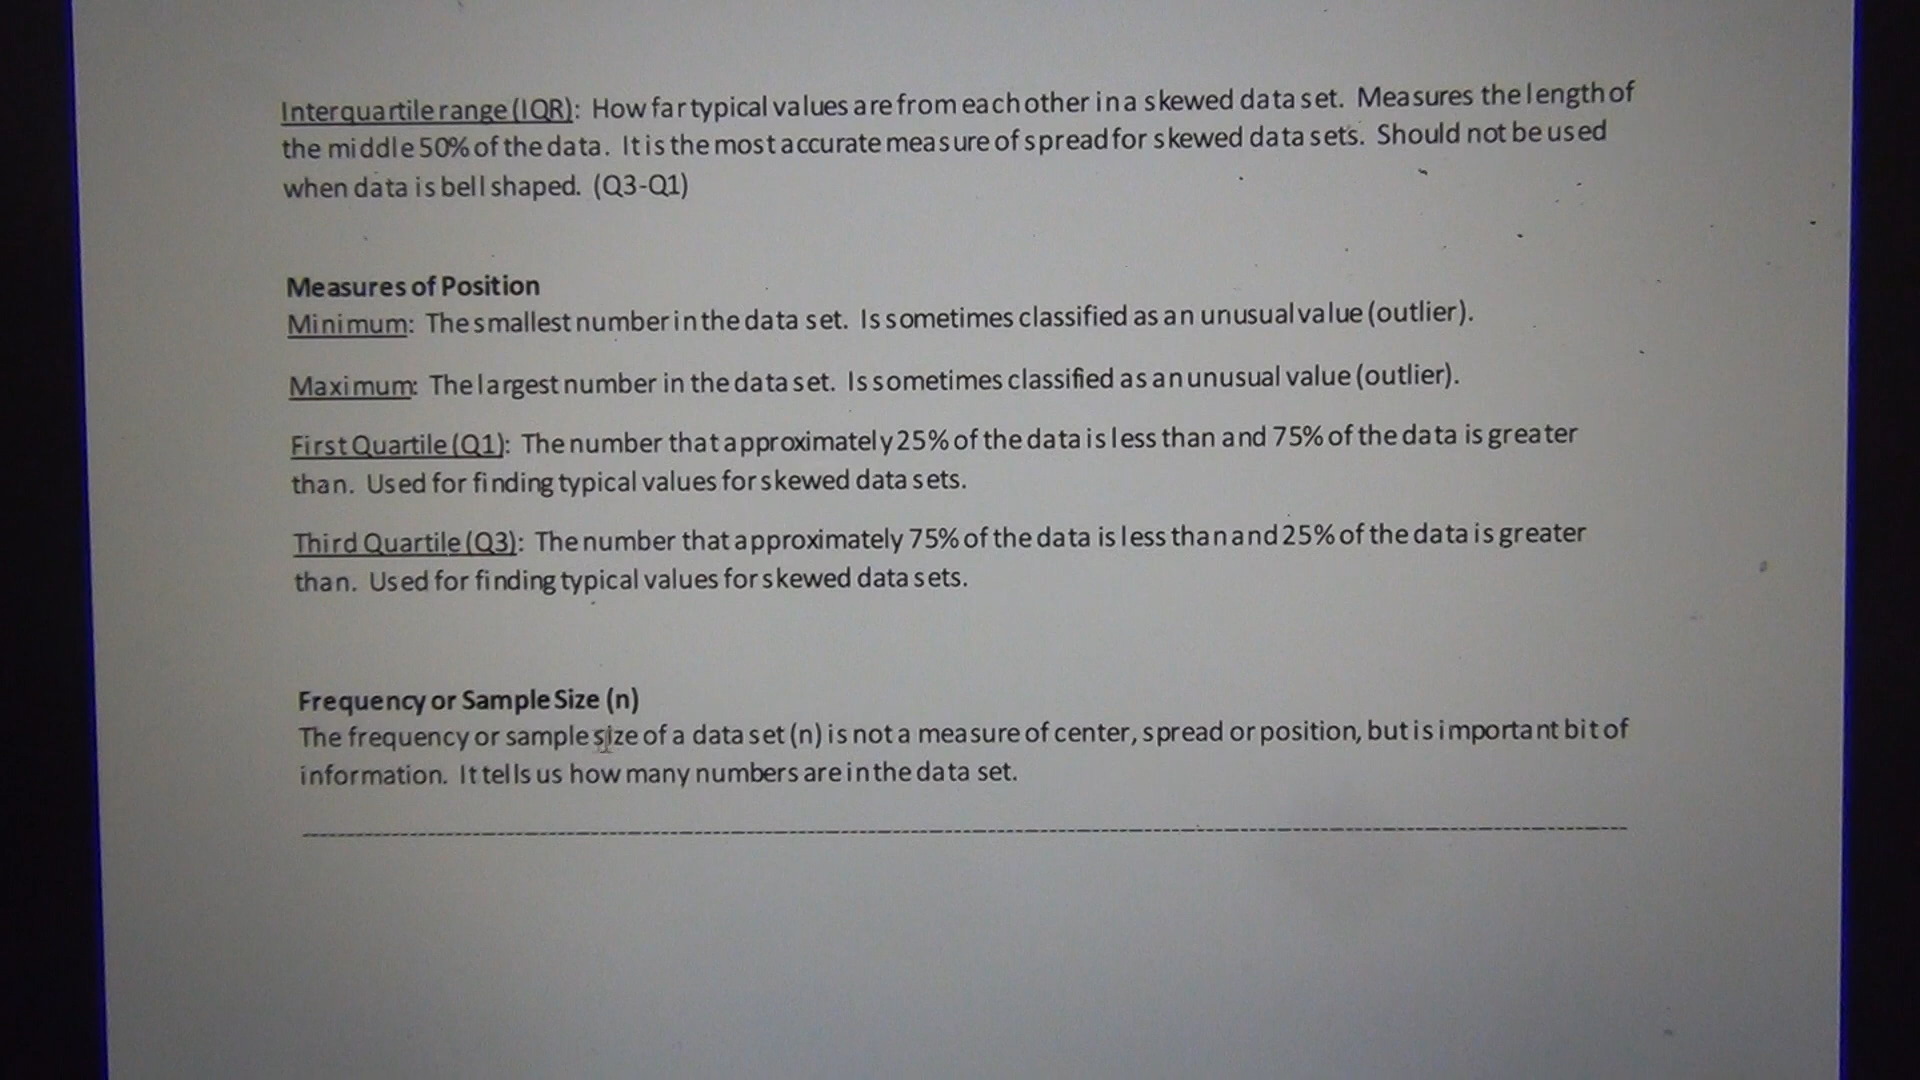 Interquartile range (IQR): How far typical values are from each other in a skewed data set. Measures the length of
the middle 50% of the data. It is the most accurate measure of spread for skewed data sets. Should not be used
when data is bell shaped. (Q3-Q1)
Measures of Position
Minimum: The smallest number in the data set. Is sometimes classified as an unusual value (outlier).
Maximum: The largest number in the data set. Is sometimes classified as an unusual value (outlier).
First Quartile (Q1): The number that approximately 25% of the data is less than and 75% of the data is greater
than. Used for finding typical values for skewed data sets.
Third Quartile (Q3): The number that approximately 75% of the data is less than and 25% of the data is greater
than. Used for finding typical values for skewed data sets.
Frequency or Sample Size (n)
The frequency or sample size of a data set (n) is not a measure of center, spread or position, but is important bit of
information. It tells us how many numbers are in the data set.